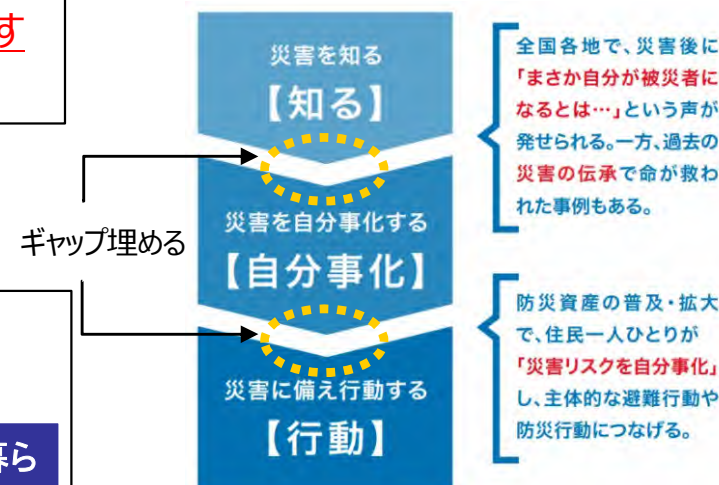 す
災害を知る
【知る】
全国各地で、災害後に
「まさか自分が被災者に
なるとは…」という声が
発せられる。一方、過去の
災害の伝承で命が救わ
れた事例もある。
ギャップ埋める
災害を自分事化する
【自分事化】
防災資産の普及・拡大
で、住民一人ひとりが
「災害リスクを自分事化」
し、主体的な避難行動や
防災行動につなげる。
災害に備え行動する
【行動】
暮ら